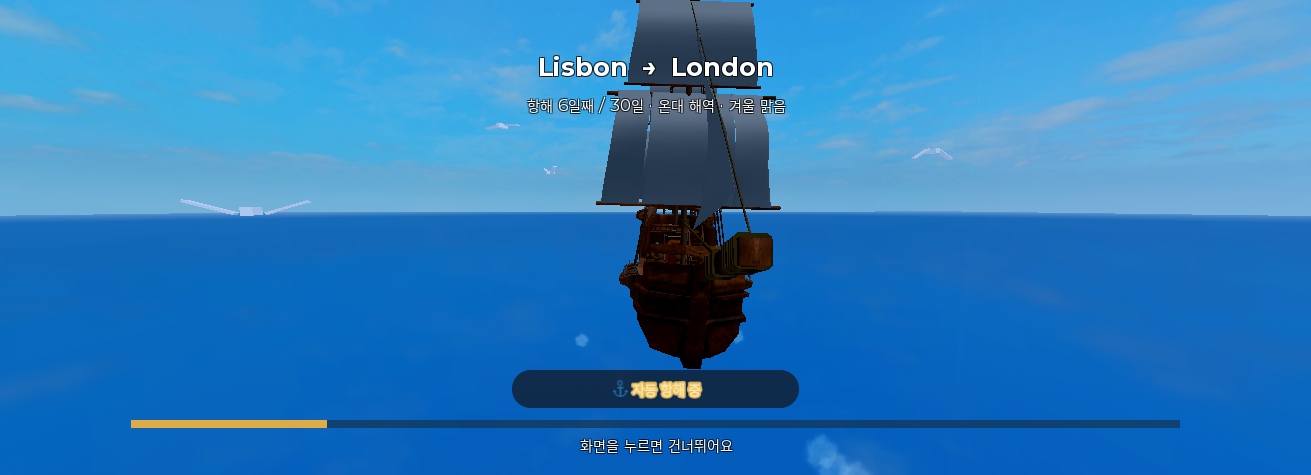 Lisbon → London
항해 6일째 / 30일 · 온대 해역 · 겨울 맑음
⚓ 자동 항해 중
화면을 누르면 건너뛰어요